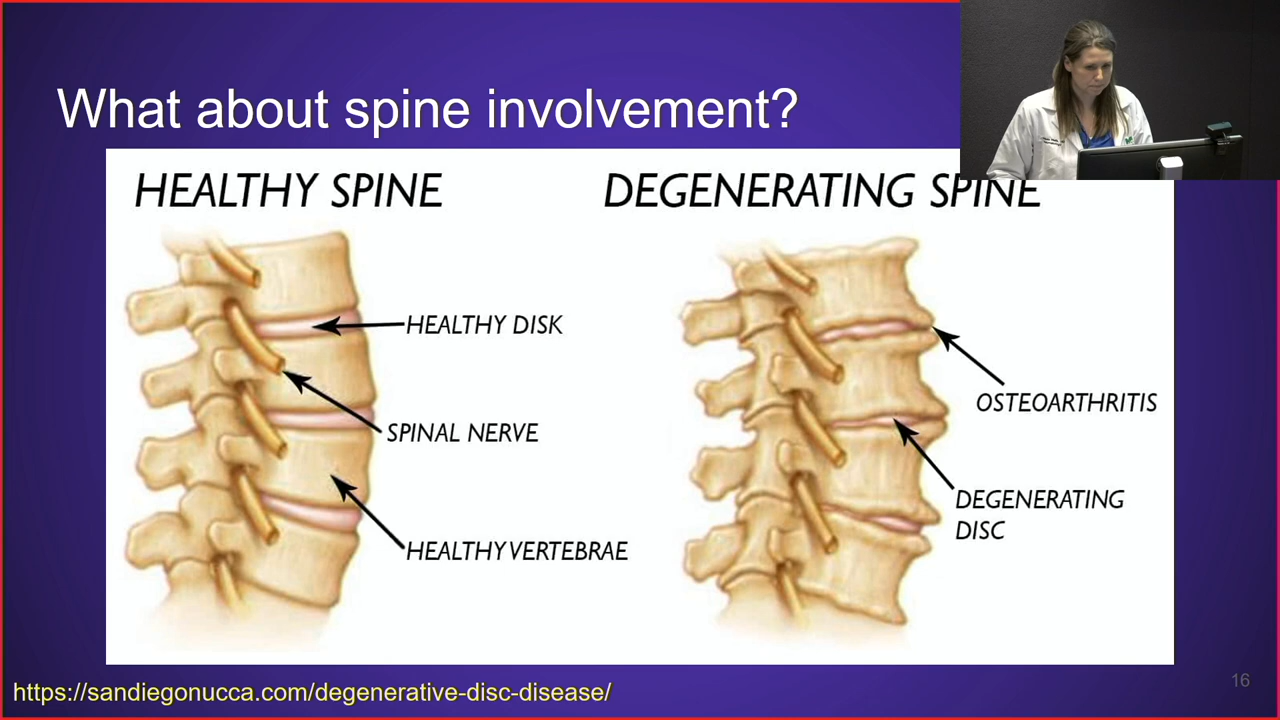 What about spine involvement?
HEALTHY SPINE
DEGENERATING SPINE
HEALTHY DISK
SPINAL NERVE
HEALTHY VERTEBRAE
OSTEOARTHRITIS
DEGENERATING
DISC
https://sandiegonucca.com/degenerative-disc-disease/
16